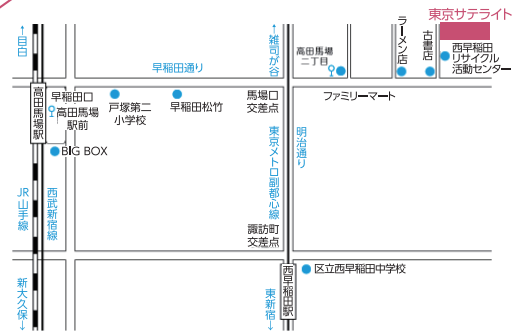 東京サテライト
↑目白
↑雑司が谷
高田馬場
二丁目
ラーメン店
古書店
西早稲田
リサイクル
活動センター
早稲田通り
高田馬場駅
早稲田口
高田馬場
駅前
戸塚第二
小学校
早稲田松竹
馬場口
交差点
ファミリーマート
BIG BOX
東京メトロ副都心線
明治通り
JR山手線
西武新宿線
諏訪町
交差点
新大久保↓
東新宿↓
西早稲田駅
区立西早稲田中学校